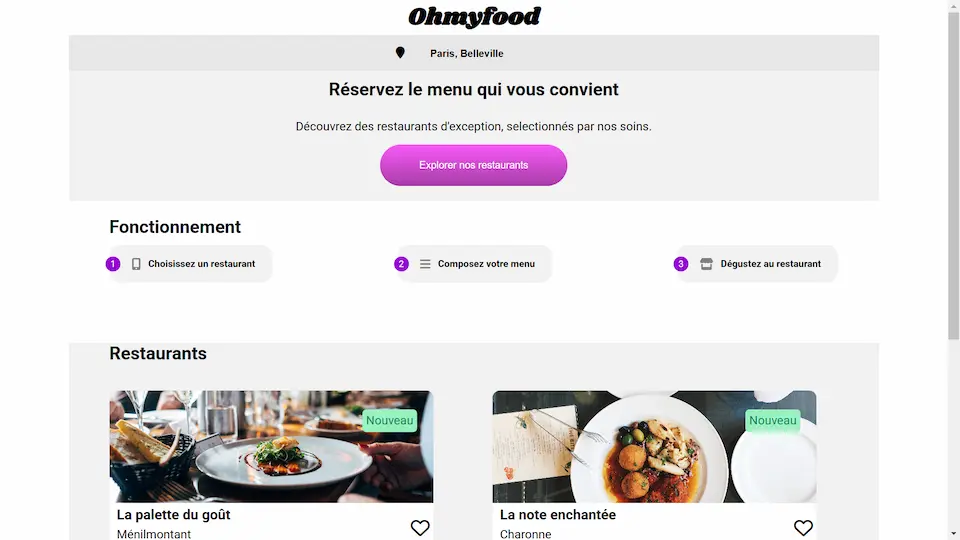 Ohmyfood
Paris, Belleville
Réservez le menu qui vous convient
Découvrez des restaurants d'exception, selectionnés par nos soins.
Explorer nos restaurants
Fonctionnement
1 Choisissez un restaurant
2 Composez votre menu
3 Dégustez au restaurant
Restaurants
Nouveau
Nouveau
La palette du goût
Ménilmontant
La note enchantée
Charonne